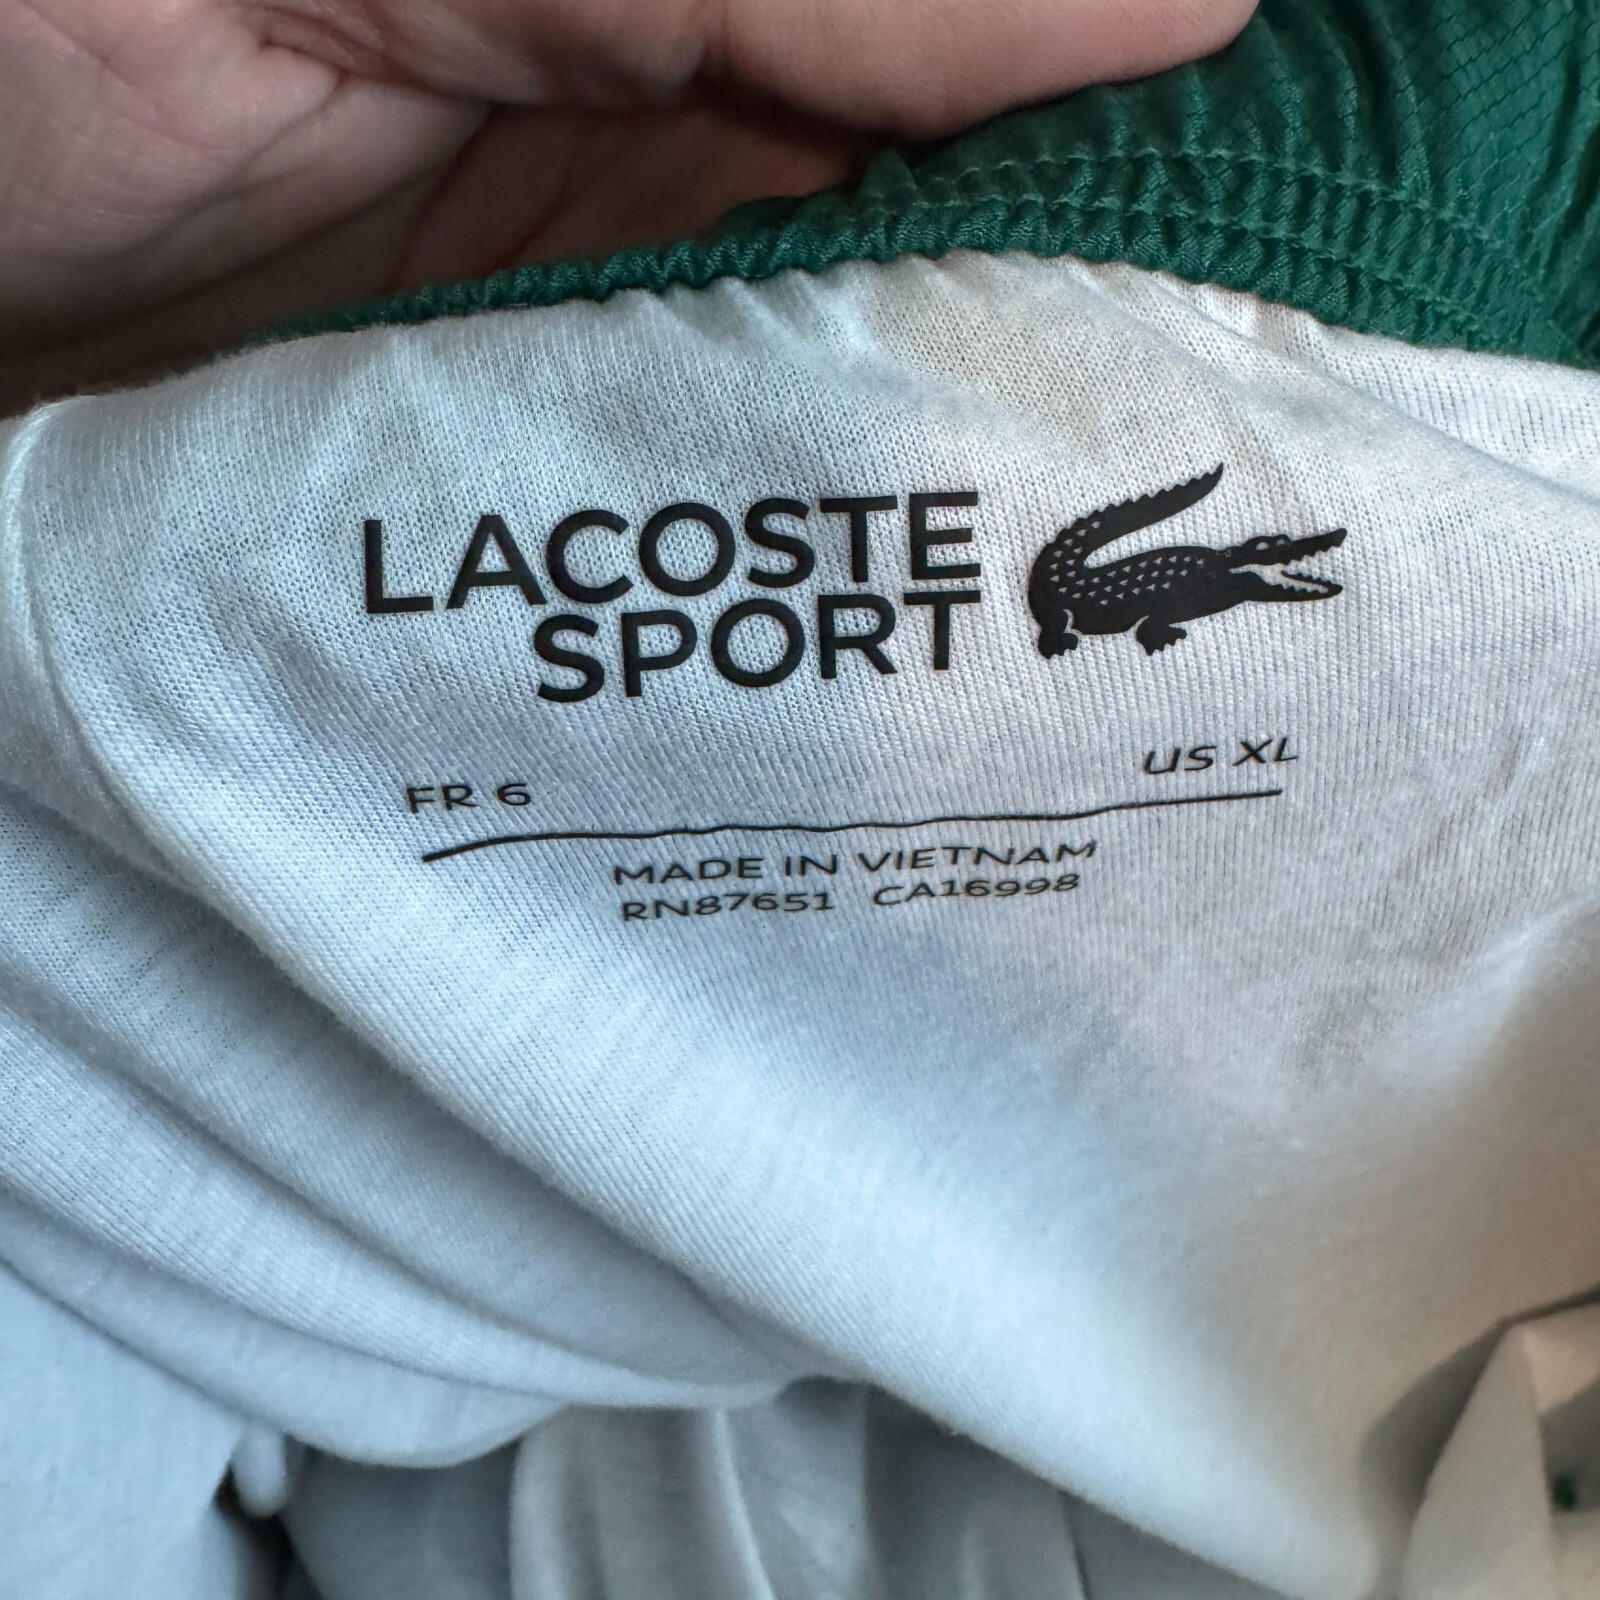 LACOSTE
SPORT
FR 6 US XL
MADE IN VIETNAM
RN87651 CA16998